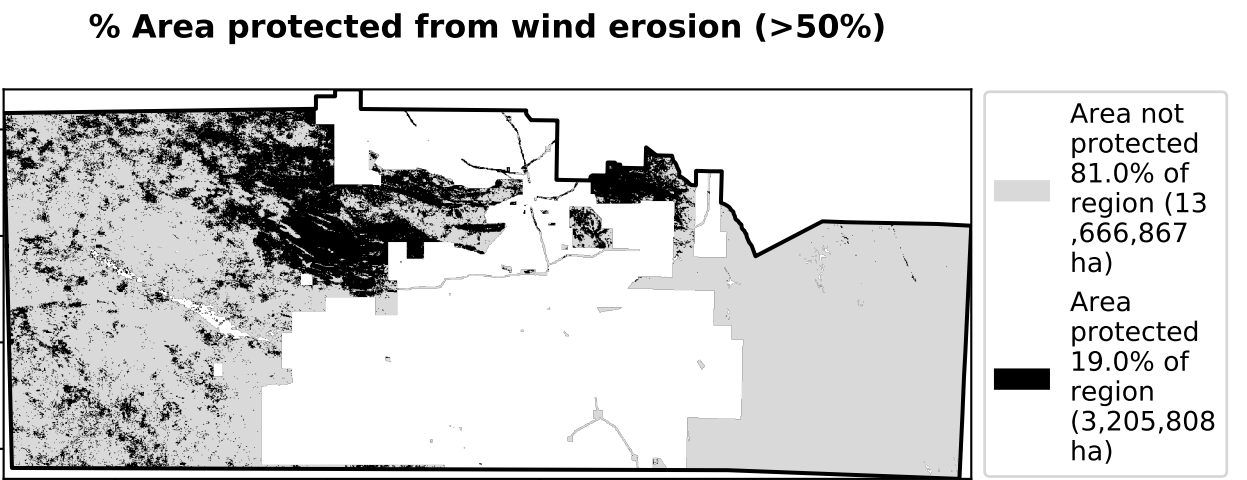 % Area protected from wind erosion (>50%)
Area not
protected
81.0% of
region (13
,666,867
ha)
Area
protected
19.0% of
region
(3,205,808
ha)